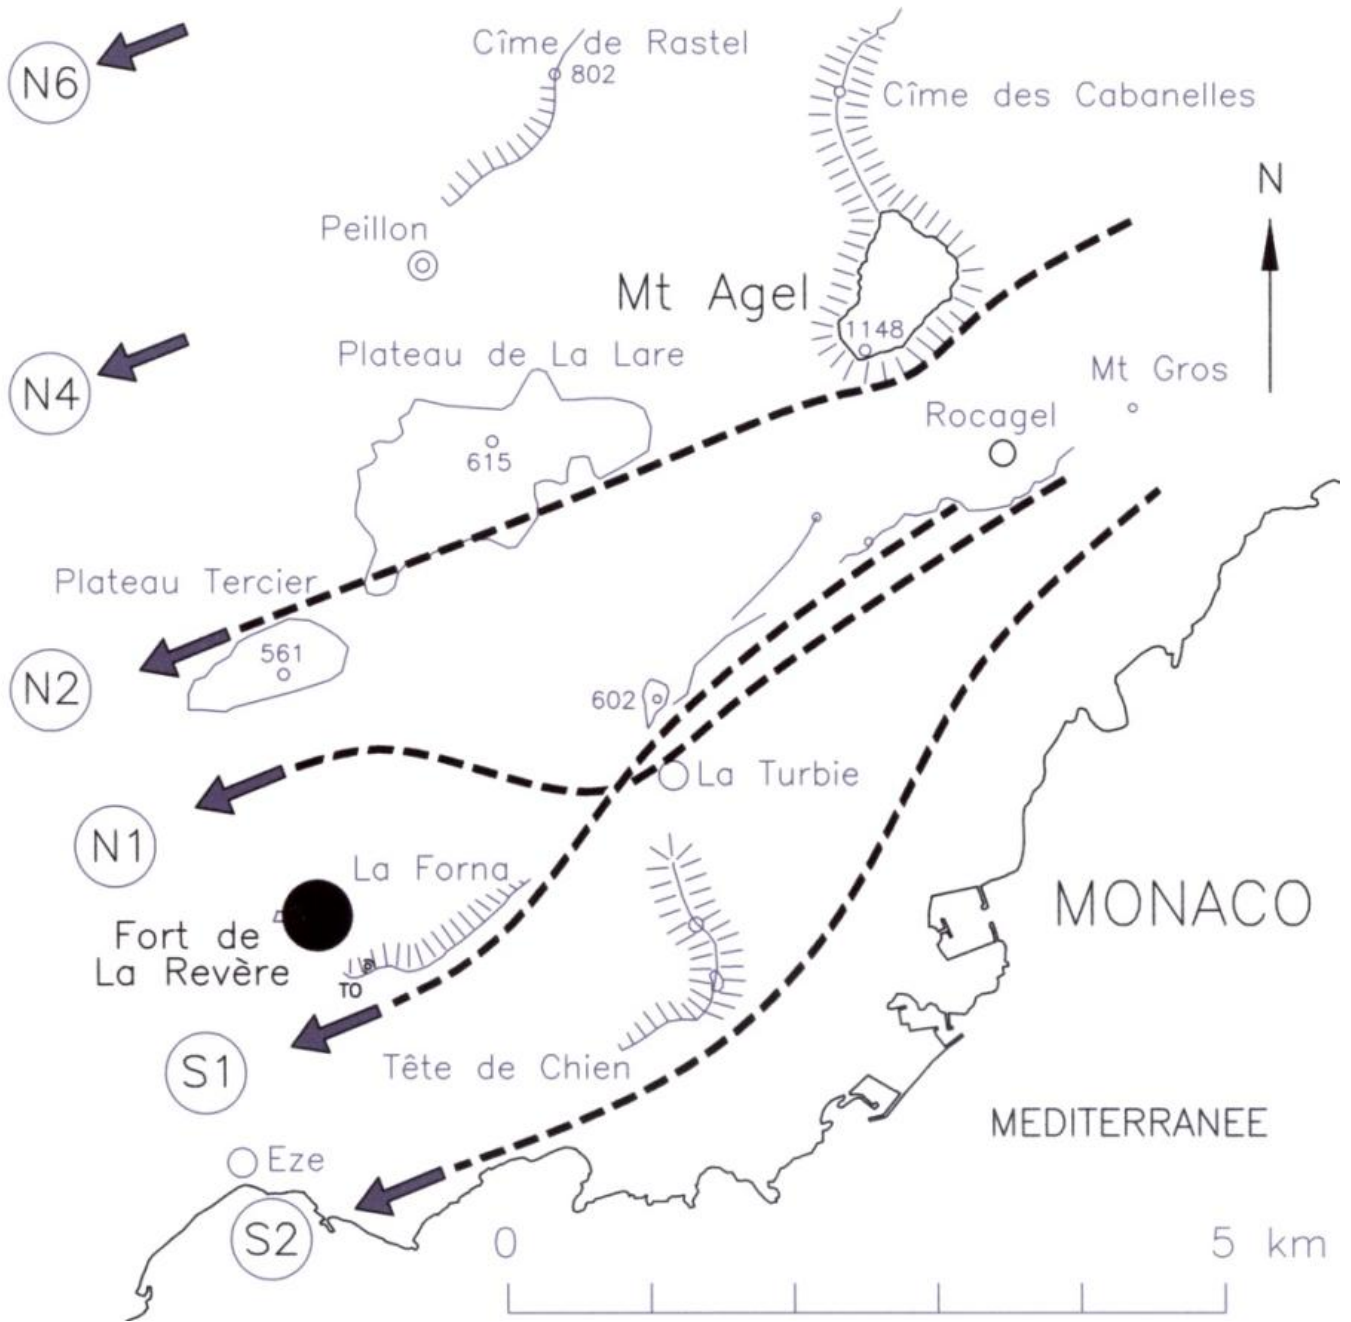 Cîme de Rastel
N6
802
Cîme des Cabanelles
N
Peillon
Mt Agel
1148
Plateau de La Lare
Mt Gros
N4
Rocagel
615
Plateau Tercier
561
N2
602
La Turbie
N1
La Forna
MONACO
Fort de
La Revère
TO
S1
Tête de Chien
MEDITERRANEE
Eze
S2
0
5 km